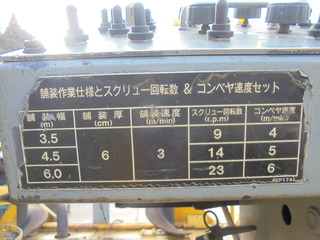 舗装作業仕様とスクリュー回転数 & コンベヤ速度セット
舗装幅 (m) 舗装厚 (cm) 舗装速度 (m/min) スクリュー回転数 (r.p.m) コンベヤ速度 (m/min)
3.5 9 4
4.5 6 3 14 5
6.0 23 6